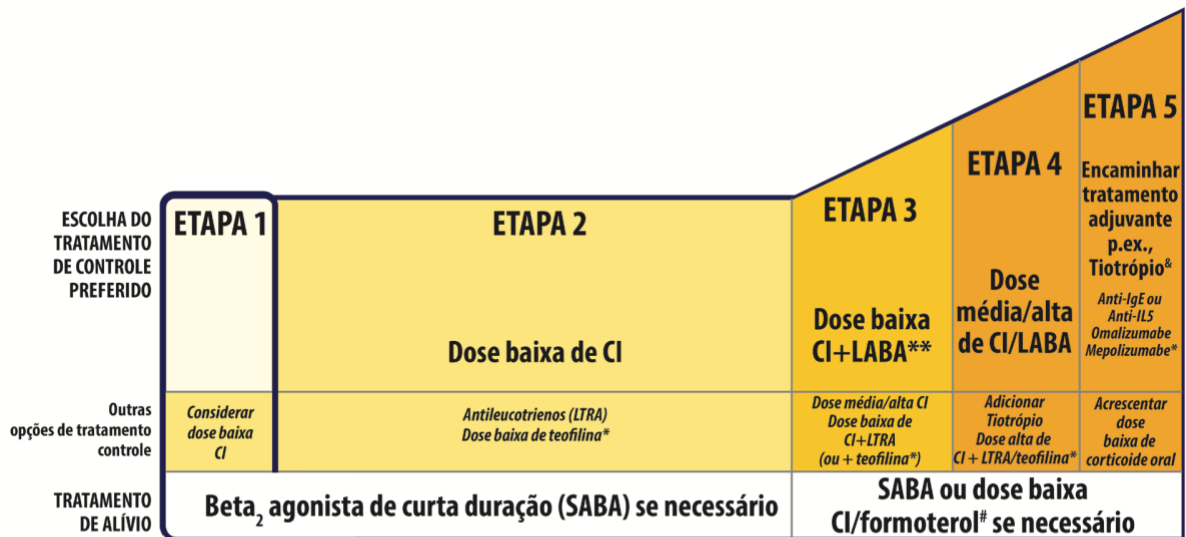 ESCOLHA DO
TRATAMENTO
DE CONTROLE
PREFERIDO
ETAPA 1
ETAPA 2
Dose baixa de CI
ETAPA 3
Dose baixa
CI+LABA**
ETAPA 4
Dose
média/alta
de CI/LABA
ETAPA 5
Encaminhar
tratamento
adjuvante
p.ex.,
Tiotrópio&
Anti-IgE ou
Anti-IL5
Omalizumabe
Mepolizumabe*
Outras
opções de tratamento
controle
Considerar
dose baixa
CI
Antileucotrienos (LTRA)
Dose baixa de teofilina*
Dose média/alta CI
Dose baixa de
CI+LTRA
(ou + teofilina*)
Adicionar
Tiotrópio
Dose alta de
CI + LTRA/teofilina*
Acrescentar
dose
baixa de
corticoide oral
TRATAMENTO
DE ALÍVIO
Beta2 agonista de curta duração (SABA) se necessário
SABA ou dose baixa
CI/formoterol# se necessário